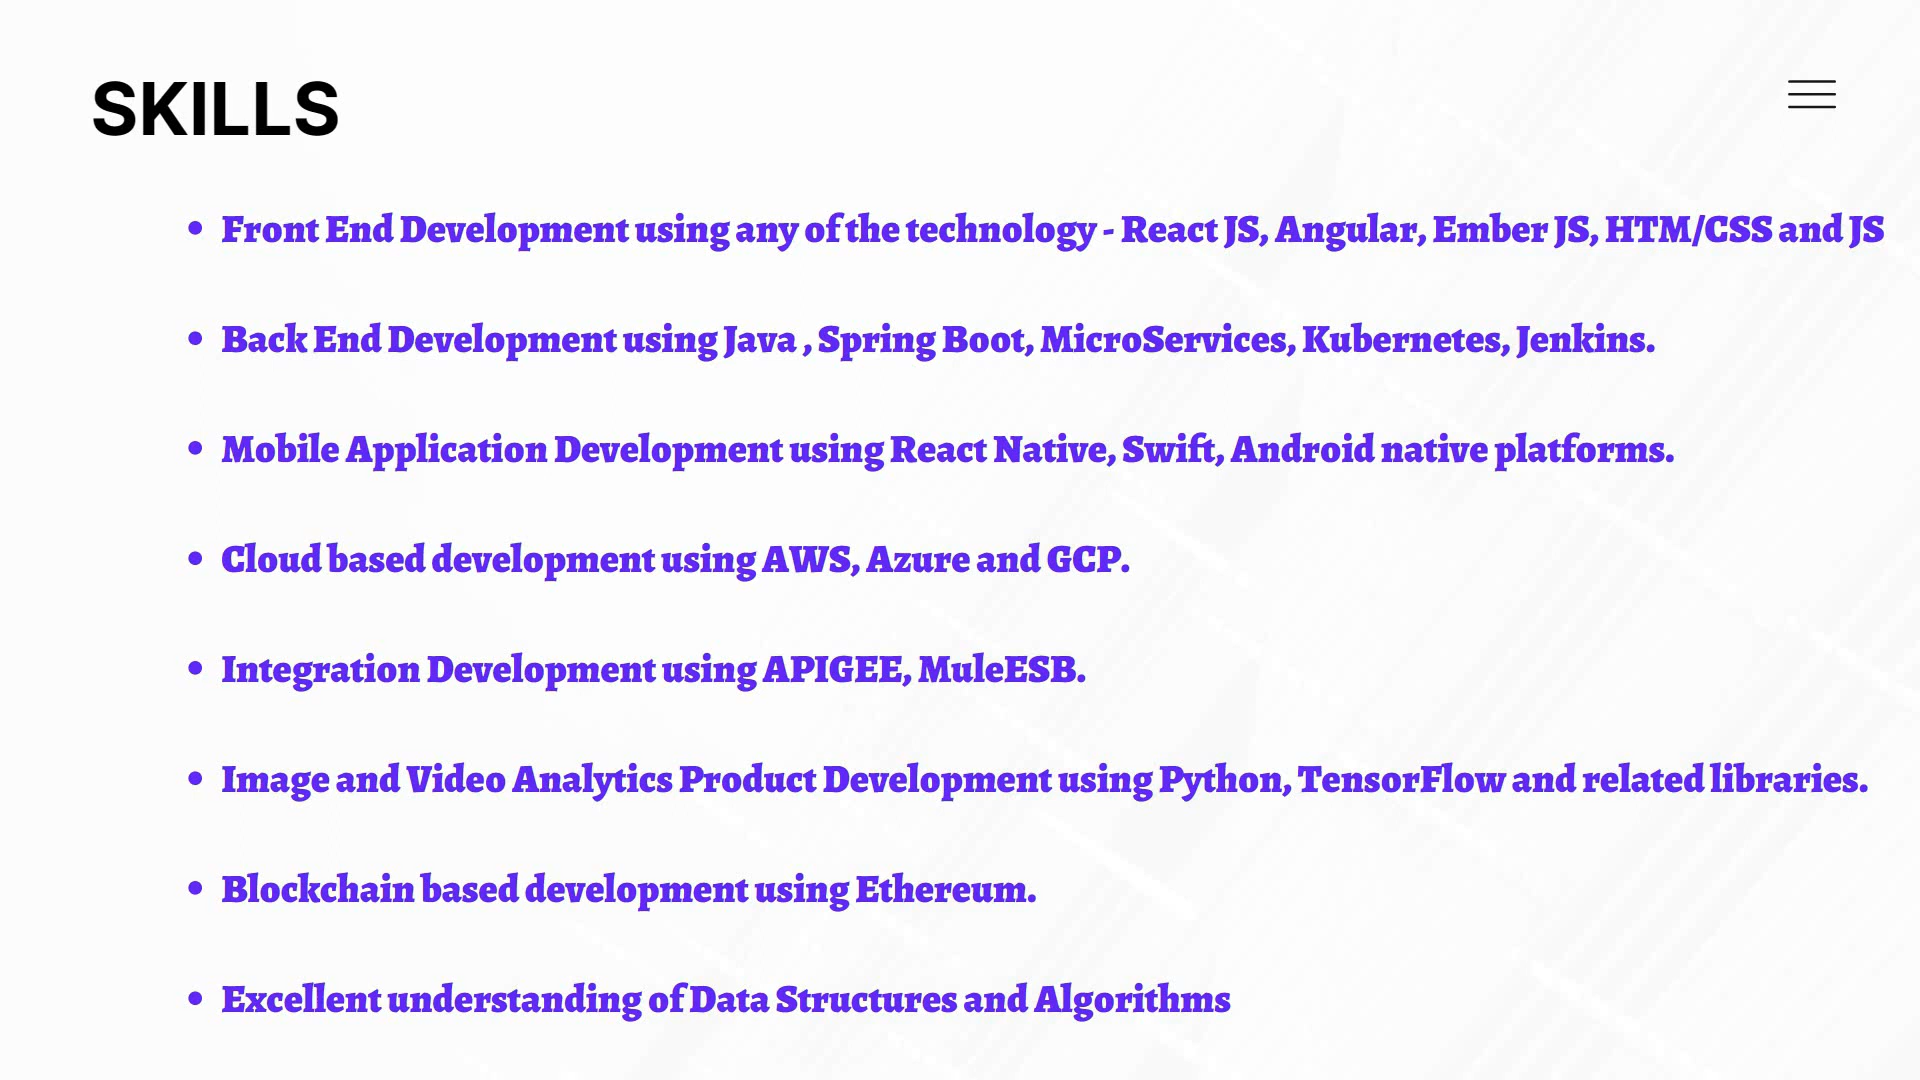 SKILLS
• Front End Development using any of the technology - React JS, Angular, Ember JS, HTM/CSS and JS
• Back End Development using Java , Spring Boot, MicroServices, Kubernetes, Jenkins.
• Mobile Application Development using React Native, Swift, Android native platforms.
• Cloud based development using AWS, Azure and GCP.
• Integration Development using APIGEE, MuleESB.
• Image and Video Analytics Product Development using Python, TensorFlow and related libraries.
• Blockchain based development using Ethereum.
• Excellent understanding of Data Structures and Algorithms